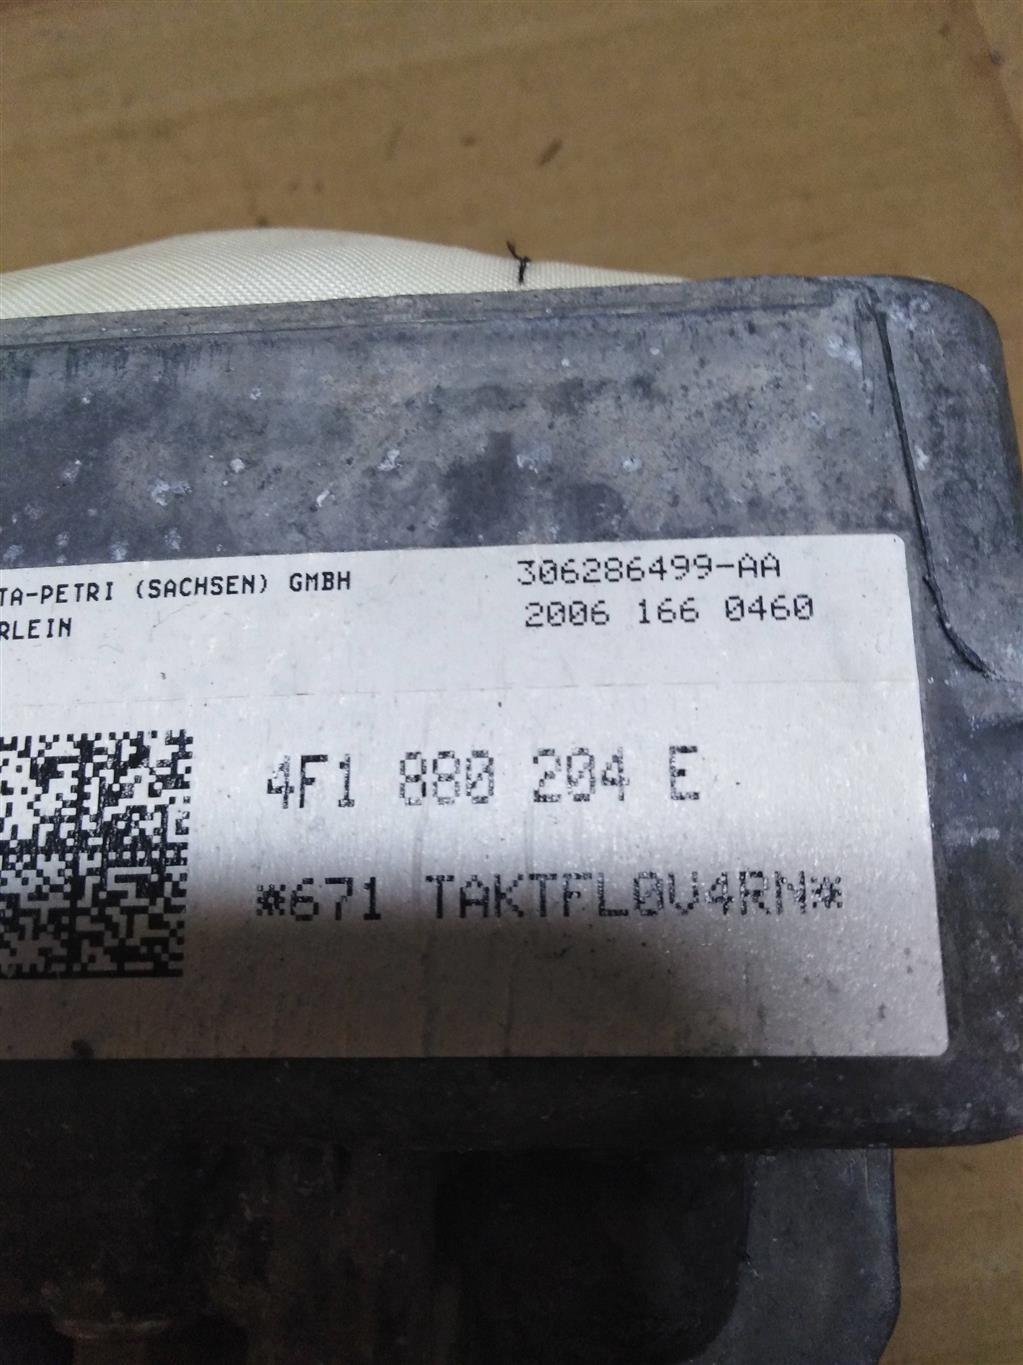 TA-PETRI (SACHSEN) GMBH
RLEIN
306286499-AA
2006 166 0460
4F1 880 204 E
*671 TAKTFL0V4RN*